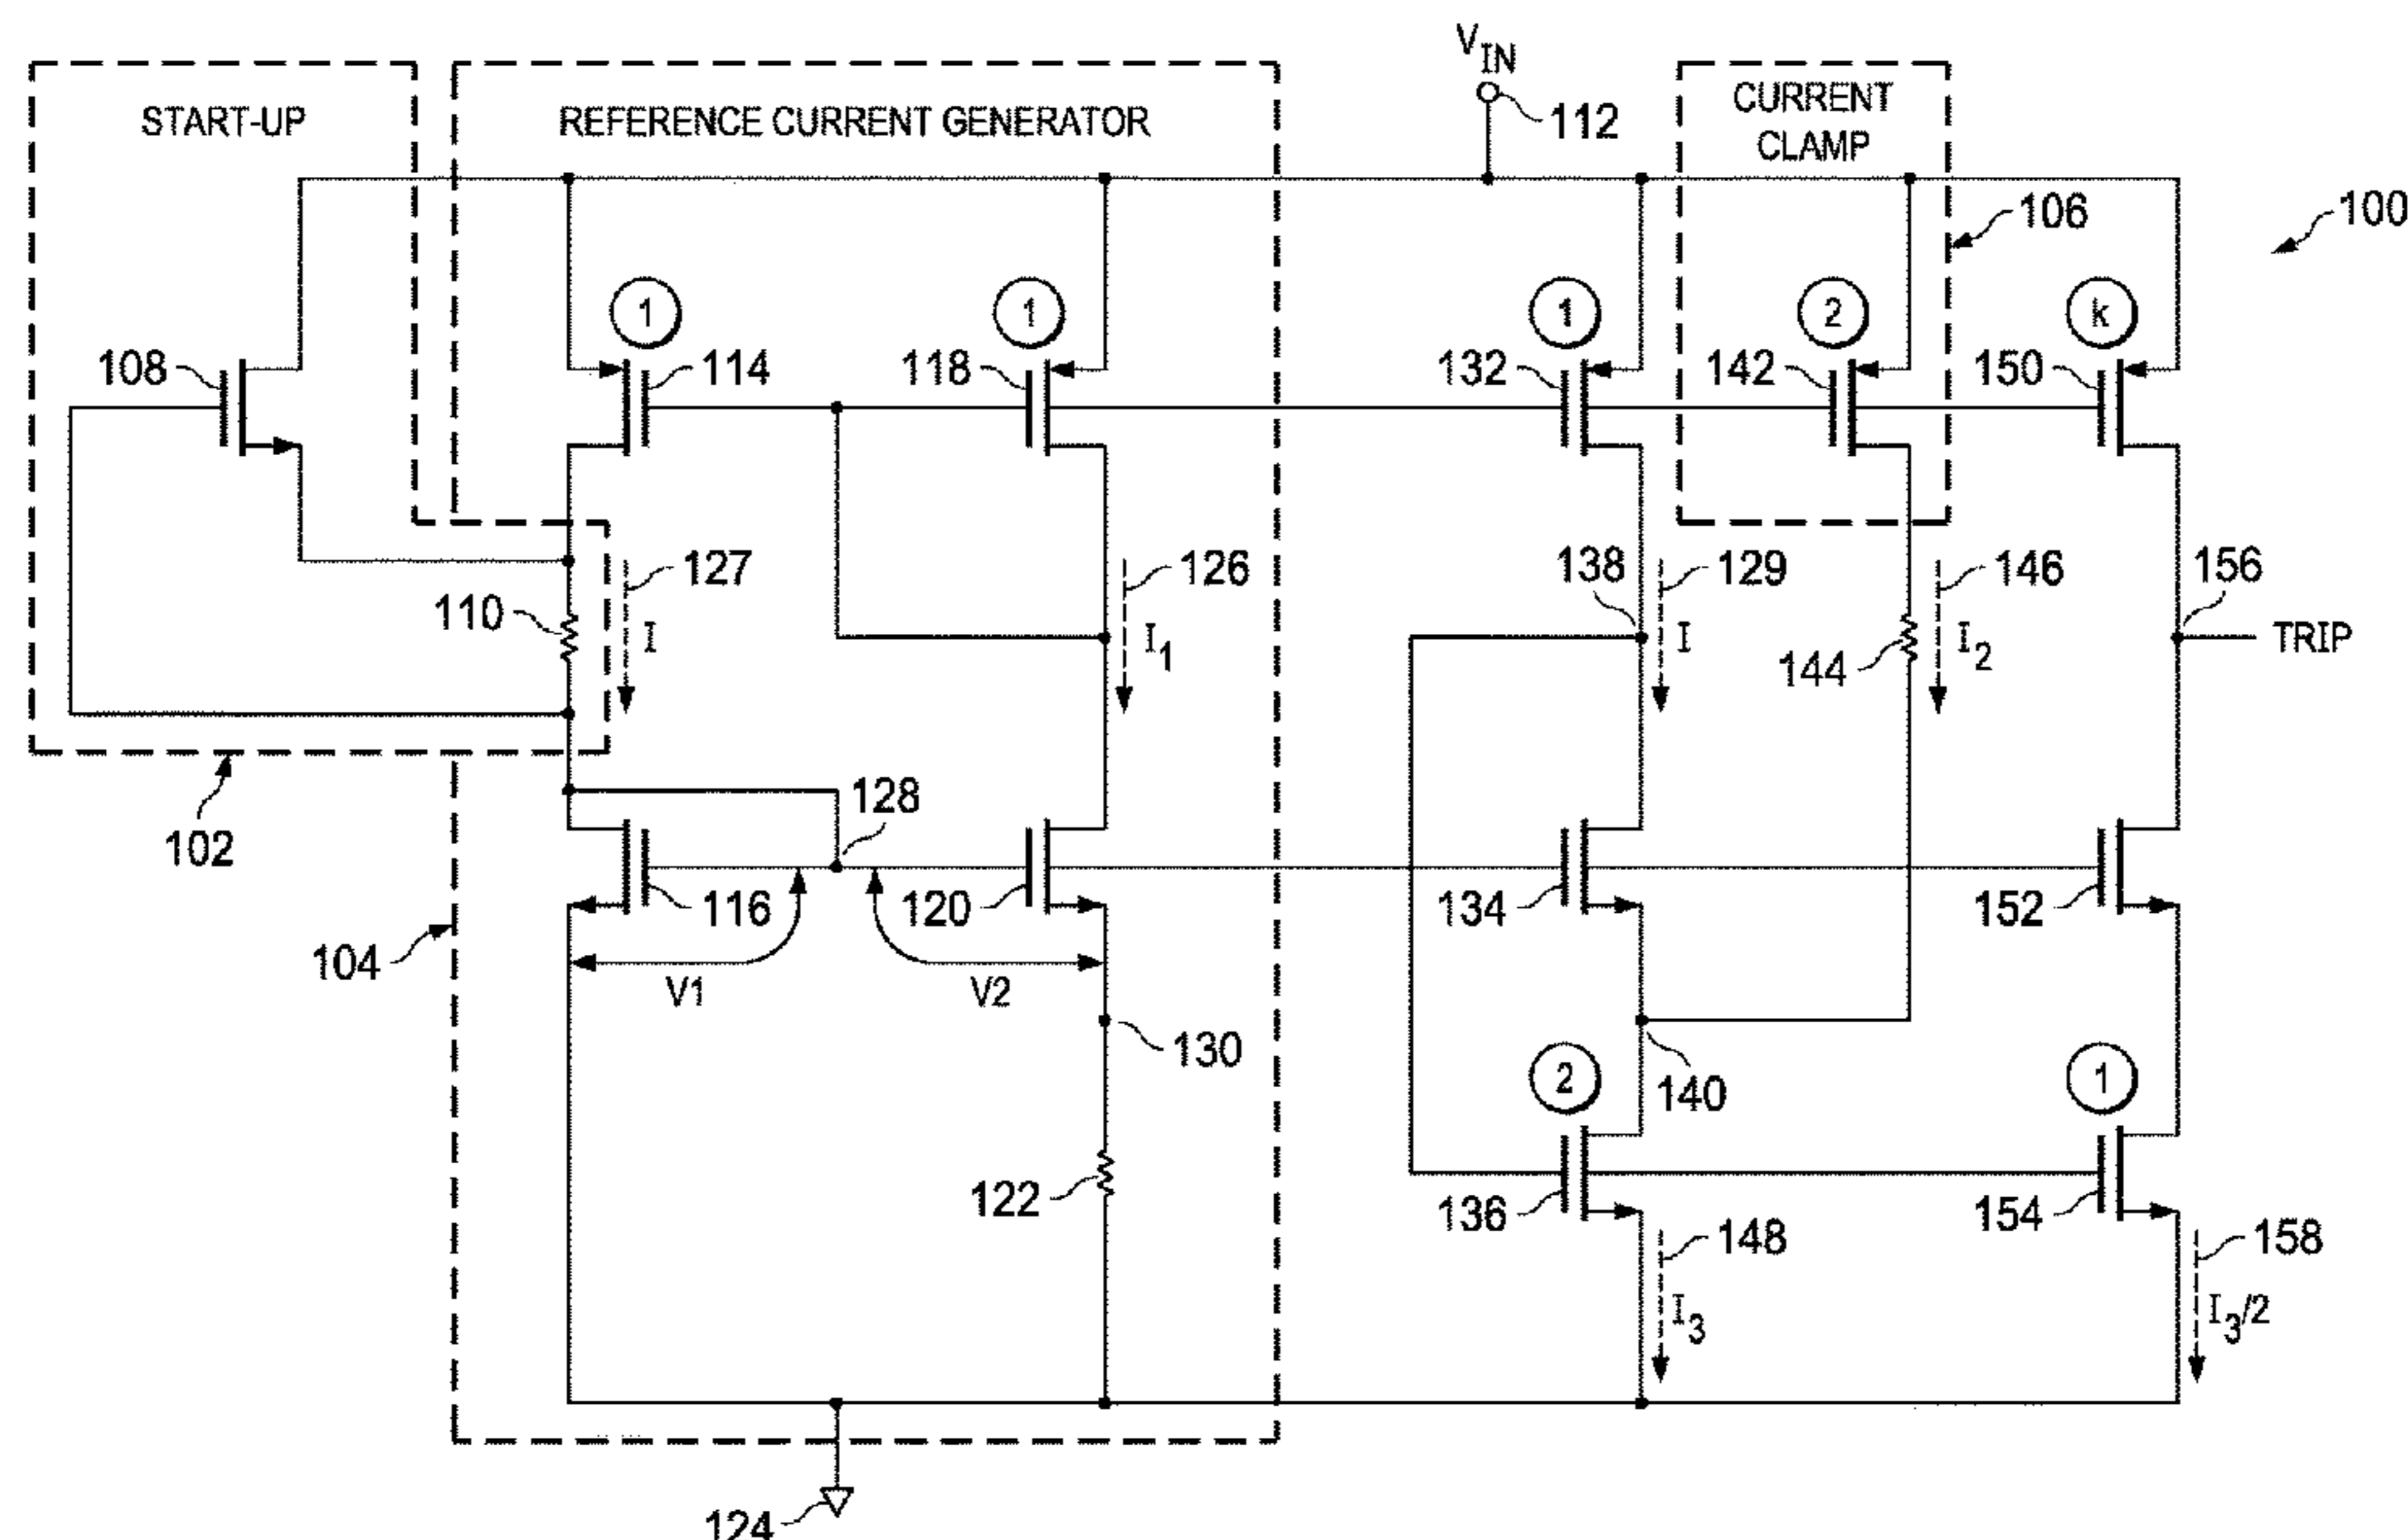 V_IN
START-UP
REFERENCE CURRENT GENERATOR
112
CURRENT
CLAMP
106
100
1
1
1
2
k
108
114
118
132
142
150
127
126
138
129
146
156
110
I
I_1
I
144
I_2
TRIP
128
102
116
120
134
152
104
V1
V2
130
2
140
1
122
136
148
154
158
I_3
I_3/2
124